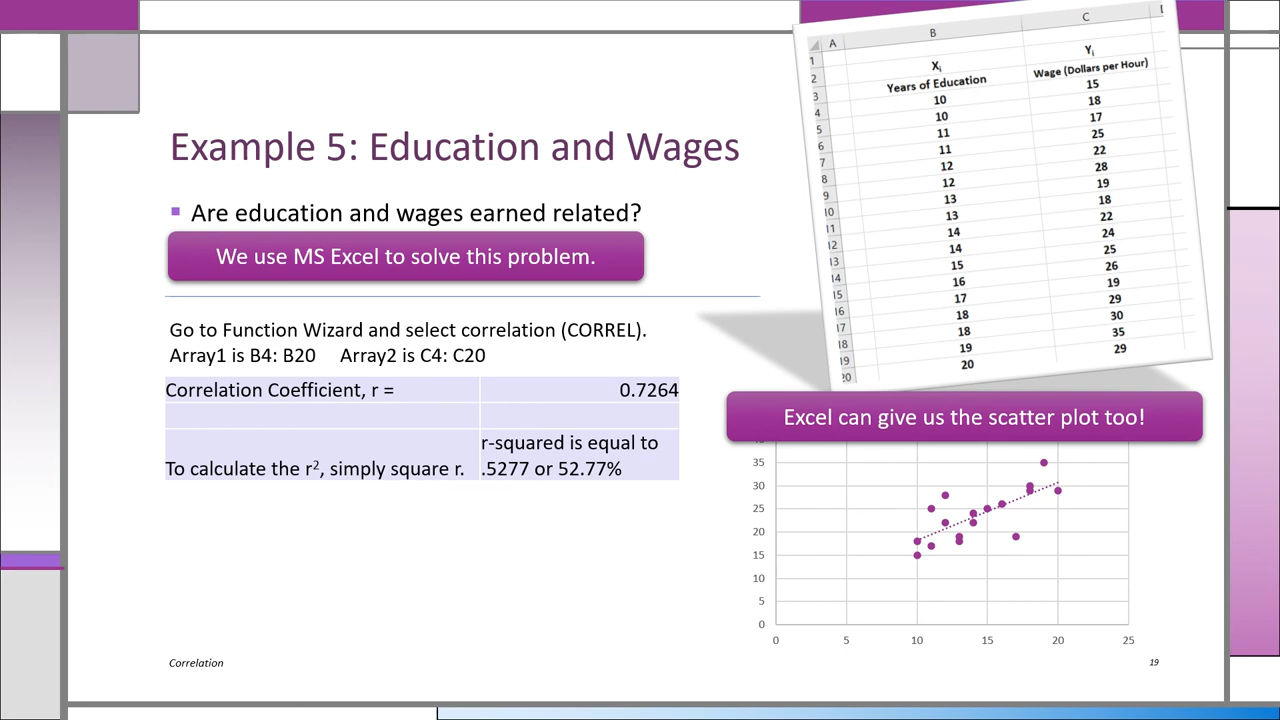 Example 5: Education and Wages
Are education and wages earned related?
We use MS Excel to solve this problem.
Go to Function Wizard and select correlation (CORREL).
Array1 is B4: B20 Array2 is C4: C20
Correlation Coefficient, r = 0.7264
r-squared is equal to
To calculate the r², simply square r. .5277 or 52.77%
A B C
1
2 Xᵢ Yᵢ
3 Years of Education Wage (Dollars per Hour)
4 10 15
5 10 18
6 11 17
7 11 25
8 12 22
9 12 28
10 13 19
11 13 18
12 14 22
13 14 24
14 15 25
15 16 26
16 17 19
17 18 29
18 18 30
19 19 35
20 20 29
Excel can give us the scatter plot too!
35
30
25
20
15
10
5
0
0 5 10 15 20 25
Correlation
19